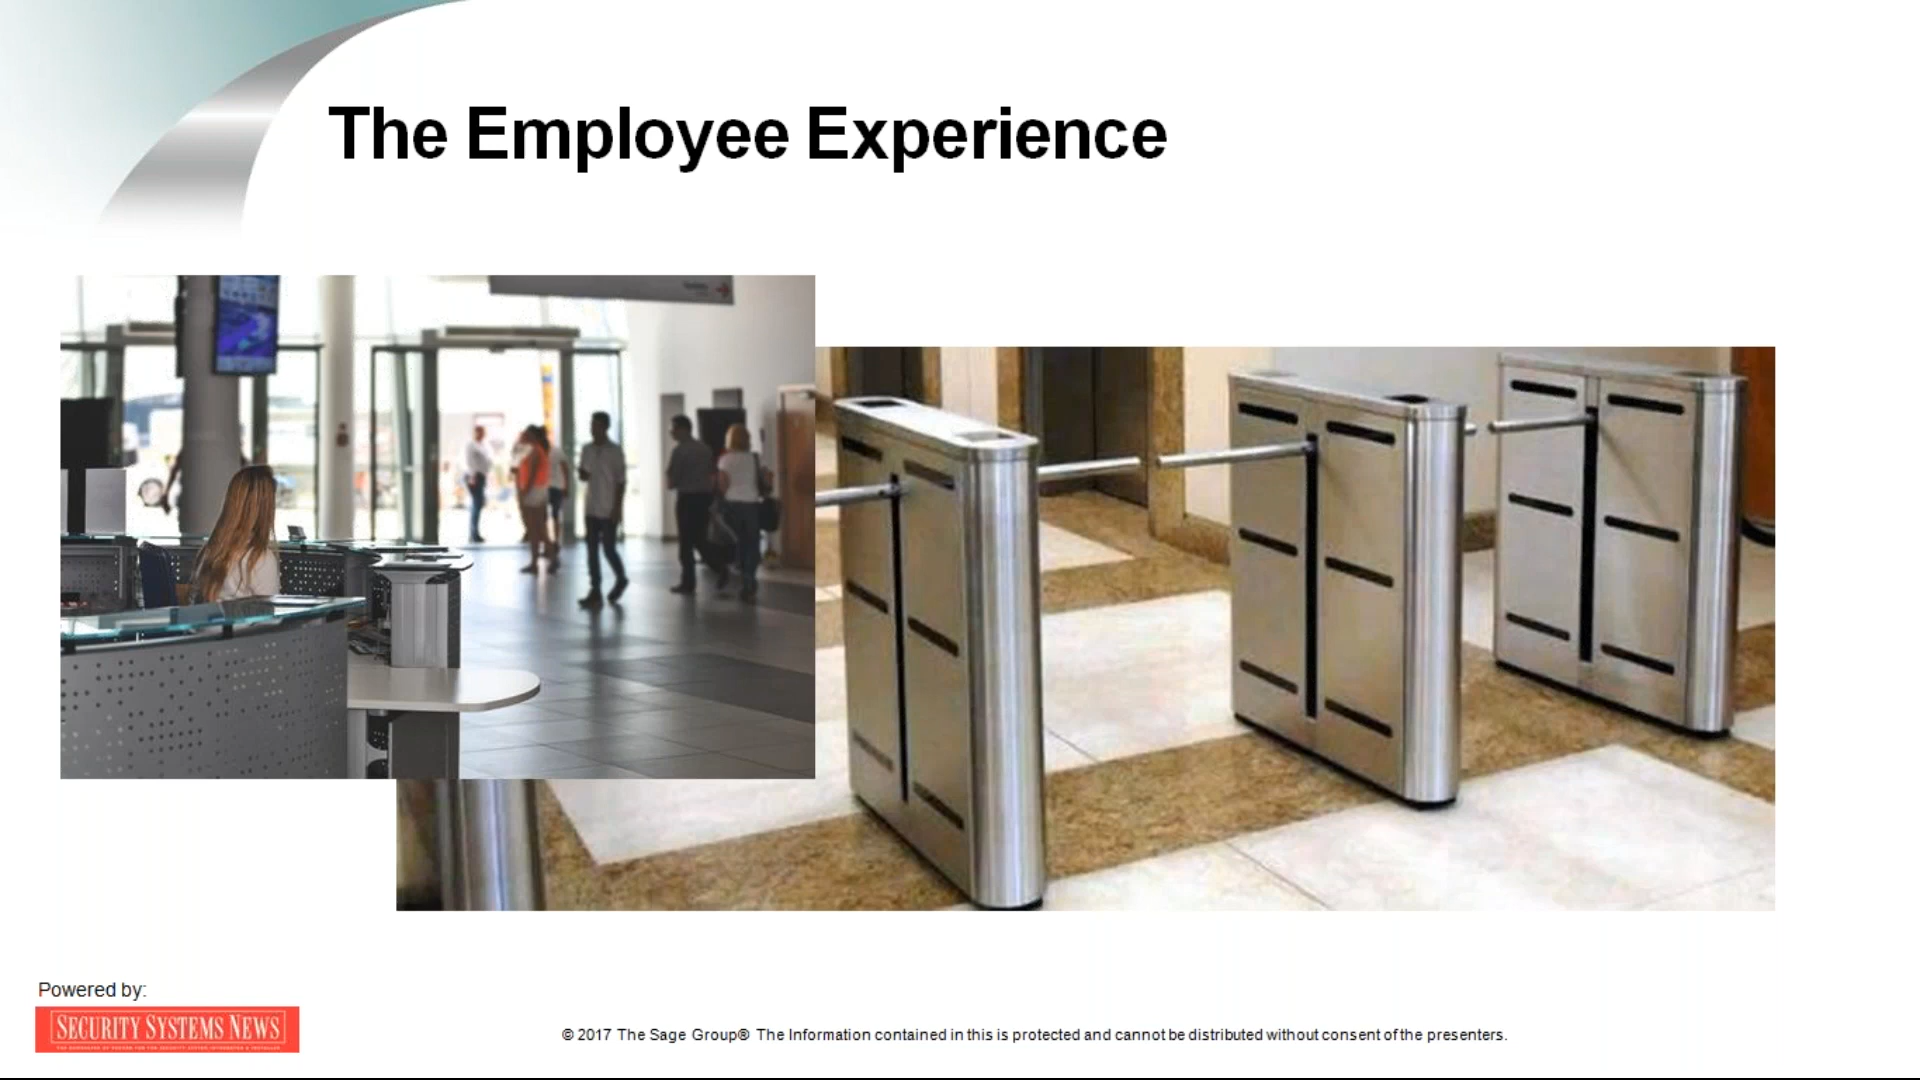 The Employee Experience
Powered by:
SECURITY SYSTEMS NEWS
© 2017 The Sage Group® The Information contained in this is protected and cannot be distributed without consent of the presenters.